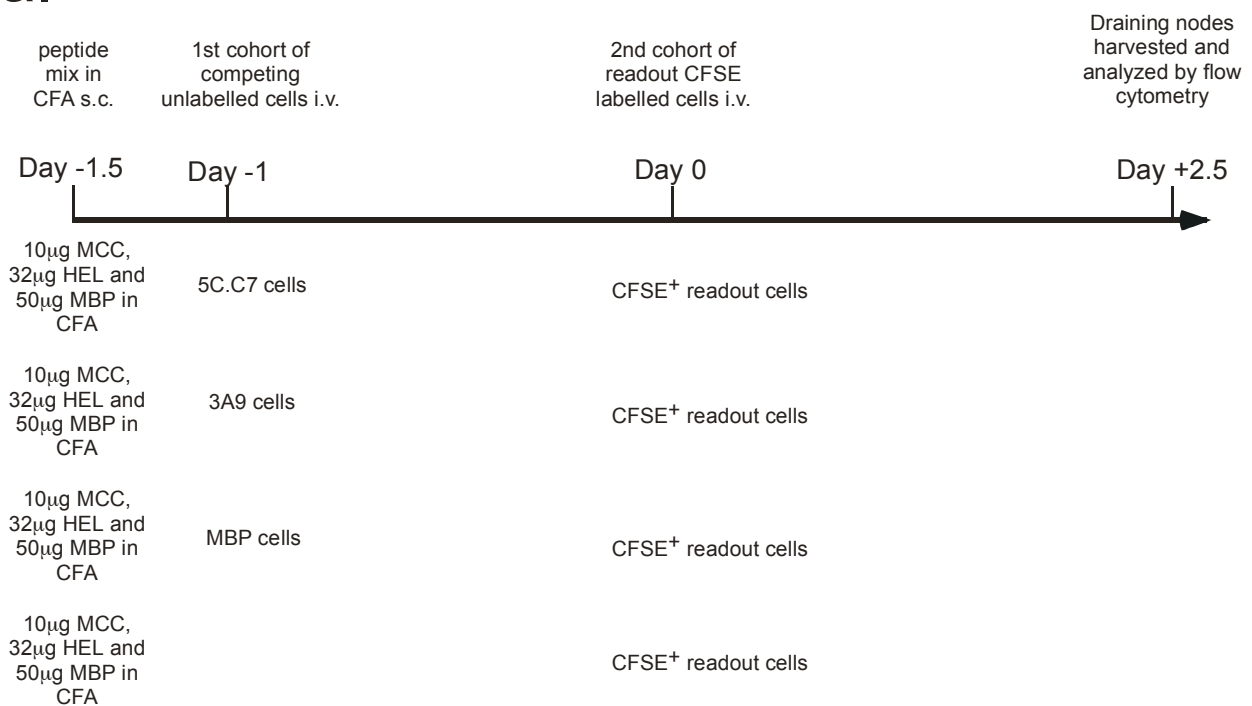 peptide
mix in
CFA s.c.
1st cohort of
competing
unlabelled cells i.v.
2nd cohort of
readout CFSE
labelled cells i.v.
Draining nodes
harvested and
analyzed by flow
cytometry
Day -1.5
Day -1
Day 0
Day +2.5
10µg MCC,
32µg HEL and
50µg MBP in
CFA
5C.C7 cells
CFSE+ readout cells
10µg MCC,
32µg HEL and
50µg MBP in
CFA
3A9 cells
CFSE+ readout cells
10µg MCC,
32µg HEL and
50µg MBP in
CFA
MBP cells
CFSE+ readout cells
10µg MCC,
32µg HEL and
50µg MBP in
CFA
CFSE+ readout cells